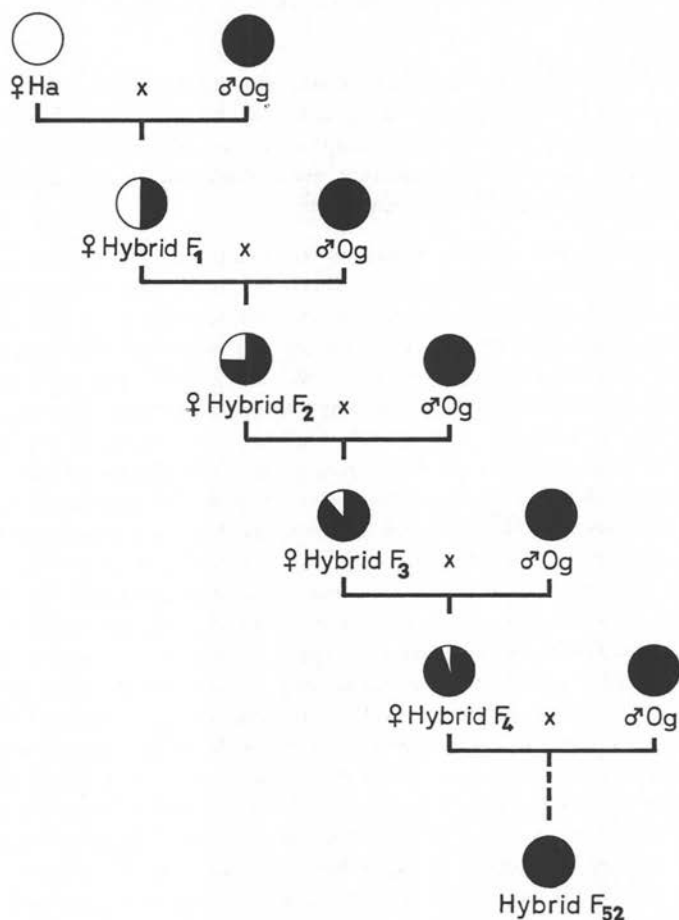 ♀Ha x ♂Og
♀ Hybrid F₁ x ♂Og
♀ Hybrid F₂ x ♂Og
♀ Hybrid F₃ x ♂Og
♀ Hybrid F₄ x ♂Og
Hybrid F₅₂